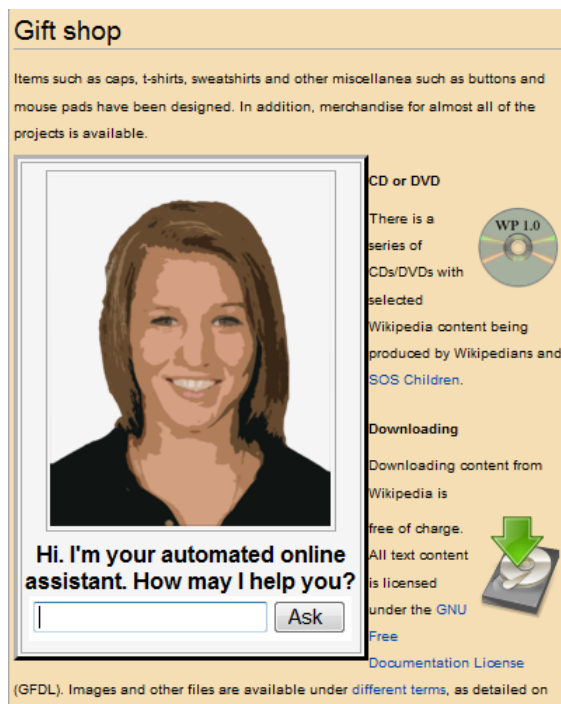 Gift shop
Items such as caps, t-shirts, sweatshirts and other miscellanea such as buttons and
mouse pads have been designed. In addition, merchandise for almost all of the
projects is available.
Hi. I'm your automated online
assistant. How may I help you?
Ask
CD or DVD
There is a
series of
CDs/DVDs with
selected
Wikipedia content being
produced by Wikipedians and
SOS Children.
WP 1.0
Downloading
Downloading content from
Wikipedia is
free of charge.
All text content
is licensed
under the GNU
Free
Documentation License
(GFDL). Images and other files are available under different terms, as detailed on